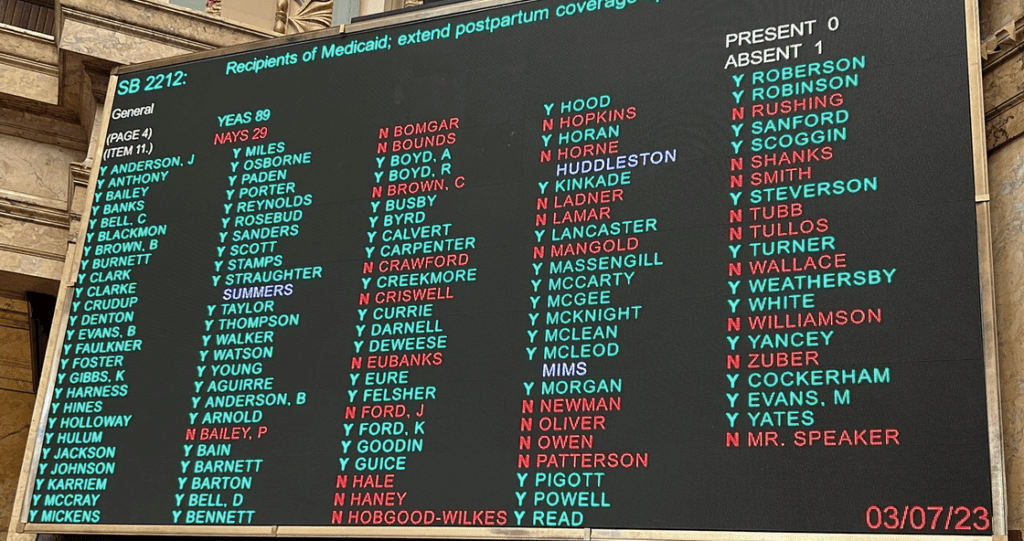 SB 2212:
Recipients of Medicaid; extend postpartum coverage
General
(PAGE 4)
(ITEM 11.)
Y ANDERSON, J
Y ANTHONY
Y BAILEY
Y BANKS
Y BELL, C
Y BLACKMON
Y BROWN, B
Y BURNETT
Y CLARK
Y CLARKE
Y CRUDUP
Y DENTON
Y EVANS, B
Y FAULKNER
Y FOSTER
Y GIBBS, K
Y HARNESS
Y HINES
Y HOLLOWAY
Y HULUM
Y JACKSON
Y JOHNSON
Y KARRIEM
Y MCCRAY
Y MICKENS
YEAS 89
NAYS 29
Y MILES
Y OSBORNE
Y PADEN
Y PORTER
Y REYNOLDS
Y ROSEBUD
Y SANDERS
Y SCOTT
Y STAMPS
Y STRAUGHTER
SUMMERS
Y TAYLOR
Y THOMPSON
Y WALKER
Y WATSON
Y YOUNG
Y AGUIRRE
Y ANDERSON, B
Y ARNOLD
N BAILEY, P
Y BAIN
Y BARNETT
Y BARTON
Y BELL, D
Y BENNETT
N BOMGAR
N BOUNDS
Y BOYD, A
Y BOYD, R
N BROWN, C
Y BUSBY
Y BYRD
Y CALVERT
Y CARPENTER
N CRAWFORD
Y CREEKMORE
N CRISWELL
Y CURRIE
Y DARNELL
Y DEWEESE
N EUBANKS
Y EURE
Y FELSHER
N FORD, J
Y FORD, K
Y GOODIN
Y GUICE
N HALE
N HANEY
N HOBGOOD-WILKES
Y HOOD
N HOPKINS
Y HORAN
N HORNE
HUDDLESTON
Y KINKADE
N LADNER
N LAMAR
Y LANCASTER
N MANGOLD
Y MASSENGILL
Y MCCARTY
Y MCGEE
Y MCKNIGHT
Y MCLEAN
Y MCLEOD
MIMS
Y MORGAN
N NEWMAN
N OLIVER
N OWEN
N PATTERSON
Y PIGOTT
Y POWELL
Y READ
PRESENT 0
ABSENT 1
Y ROBERSON
Y ROBINSON
N RUSHING
Y SANFORD
Y SCOGGIN
N SHANKS
N SMITH
Y STEVERSON
N TUBB
N TULLOS
Y TURNER
N WALLACE
Y WEATHERSBY
Y WHITE
N WILLIAMSON
Y YANCEY
N ZUBER
Y COCKERHAM
Y EVANS, M
Y YATES
N MR. SPEAKER
03/07/23